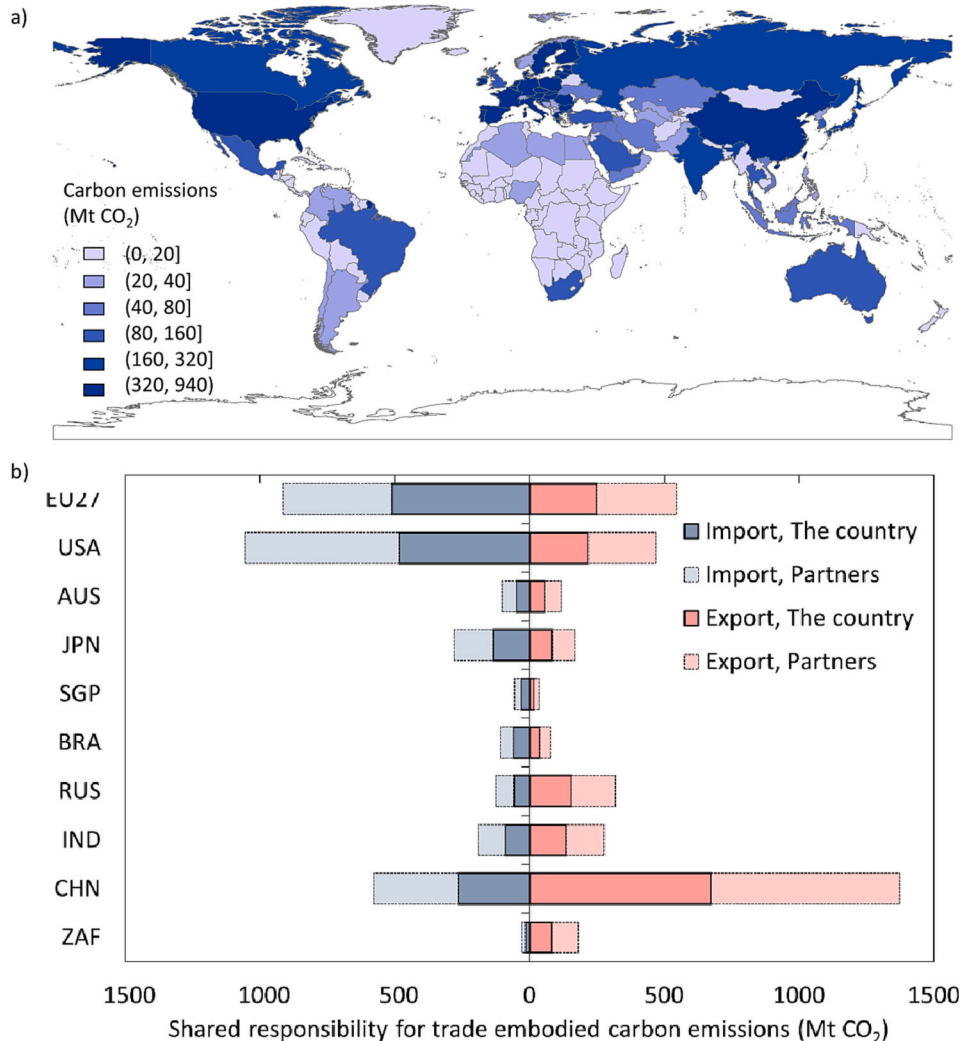 a)
Carbon emissions
(Mt CO₂)
(0, 20]
(20, 40]
(40, 80]
(80, 160]
(160, 320]
(320, 940)
b)
EU27
USA
AUS
JPN
SGP
BRA
RUS
IND
CHN
ZAF
Import, The country
Import, Partners
Export, The country
Export, Partners
1500 1000 500 0 500 1000 1500
Shared responsibility for trade embodied carbon emissions (Mt CO₂)